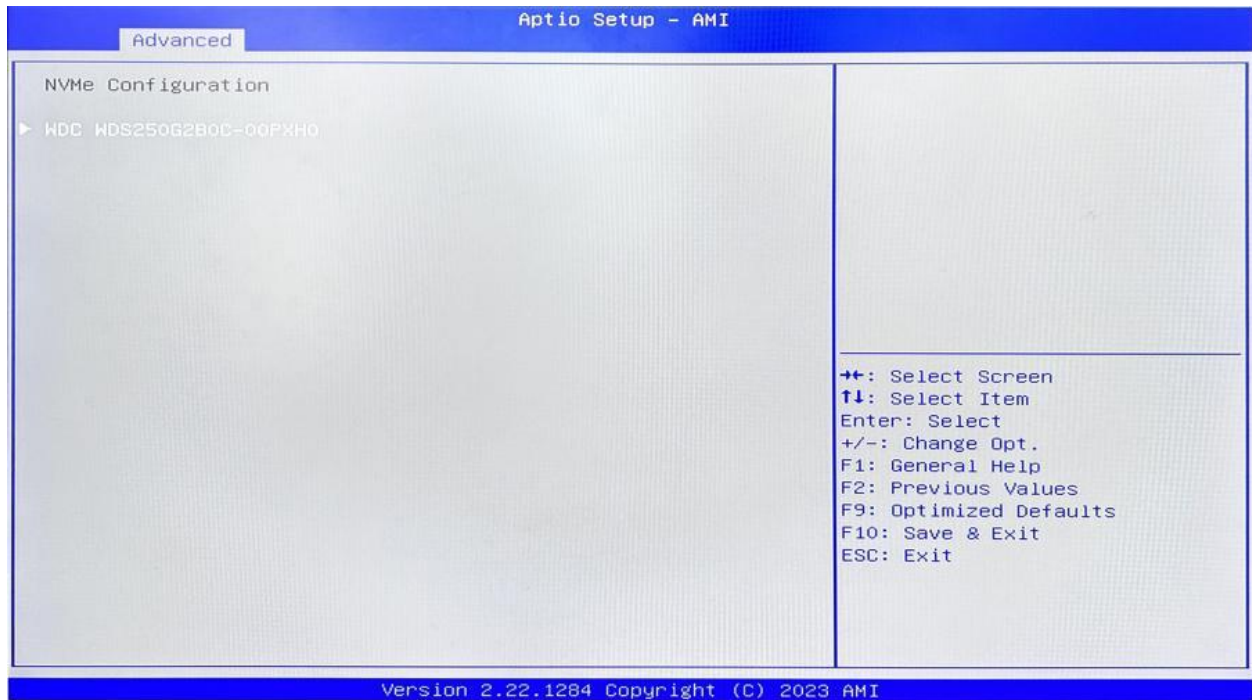 Aptio Setup - AMI
Advanced
NVMe Configuration
WDC WDS250G2B0C-00PXH0
→←: Select Screen
↑↓: Select Item
Enter: Select
+/-: Change Opt.
F1: General Help
F2: Previous Values
F9: Optimized Defaults
F10: Save & Exit
ESC: Exit
Version 2.22.1284 Copyright (C) 2023 AMI